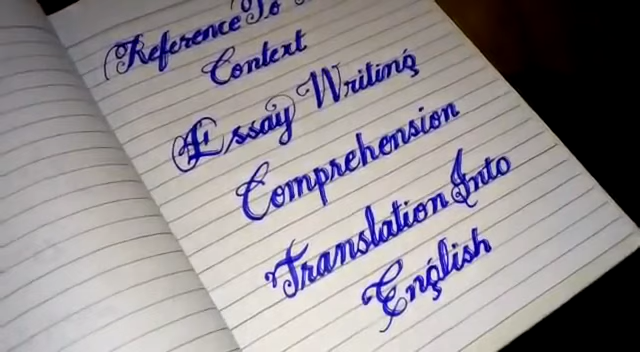 Reference To
Context
Essay Writing
Comprehension
Translation Into
English